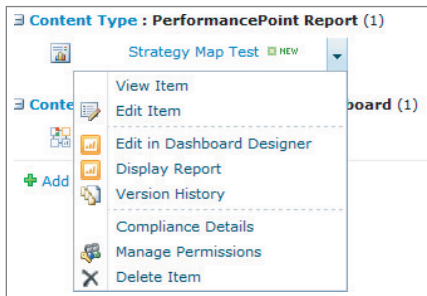 Content Type : PerformancePoint Report (1)
Strategy Map Test NEW
View Item
Conte board (1)
Edit Item
Edit in Dashboard Designer
Display Report
Add
Version History
Compliance Details
Manage Permissions
Delete Item